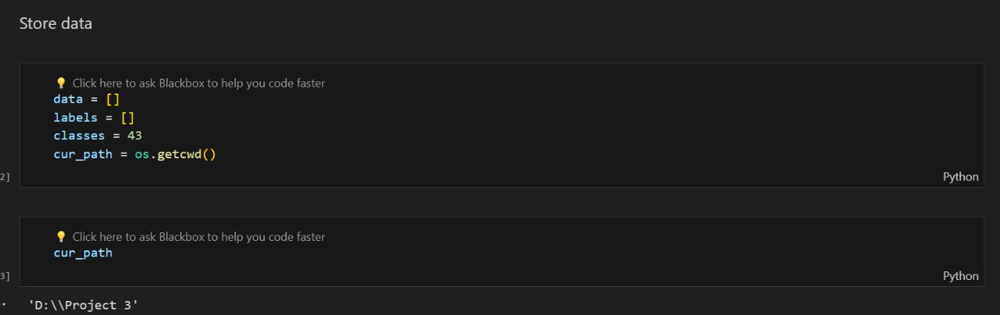 Store data
💡 Click here to ask Blackbox to help you code faster
data = []
labels = []
classes = 43
cur_path = os.getcwd()
2]
Python
💡 Click here to ask Blackbox to help you code faster
cur_path
3]
Python
'D:\\Project 3'